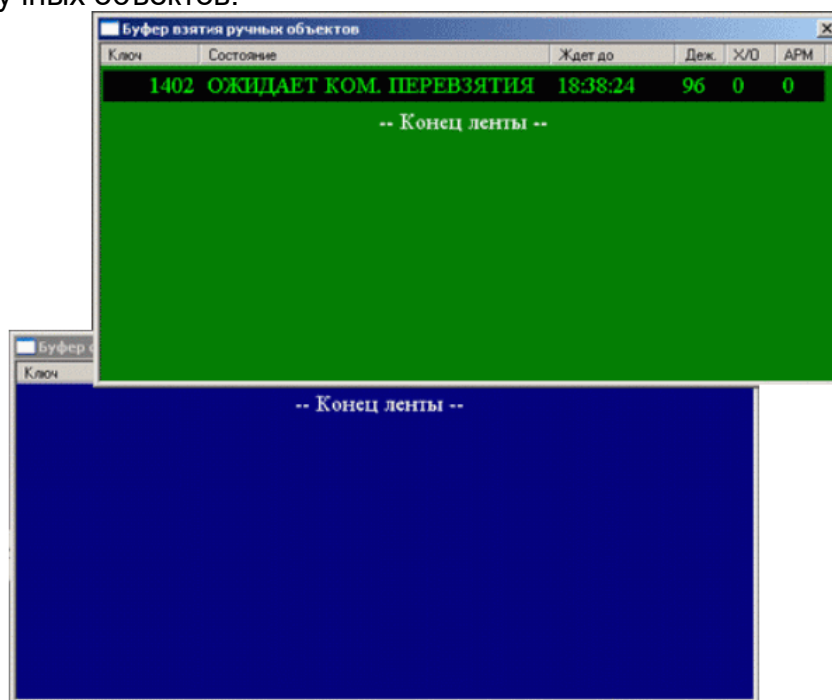 учных объектов.
Буфер взятия ручных объектов
Ключ Состояние Ждет до Деж. Х/О АРМ
1402 ОЖИДАЕТ КОМ. ПЕРЕВЗЯТИЯ 18:38:24 96 0 0
-- Конец ленты --
Буфер
Ключ
-- Конец ленты --